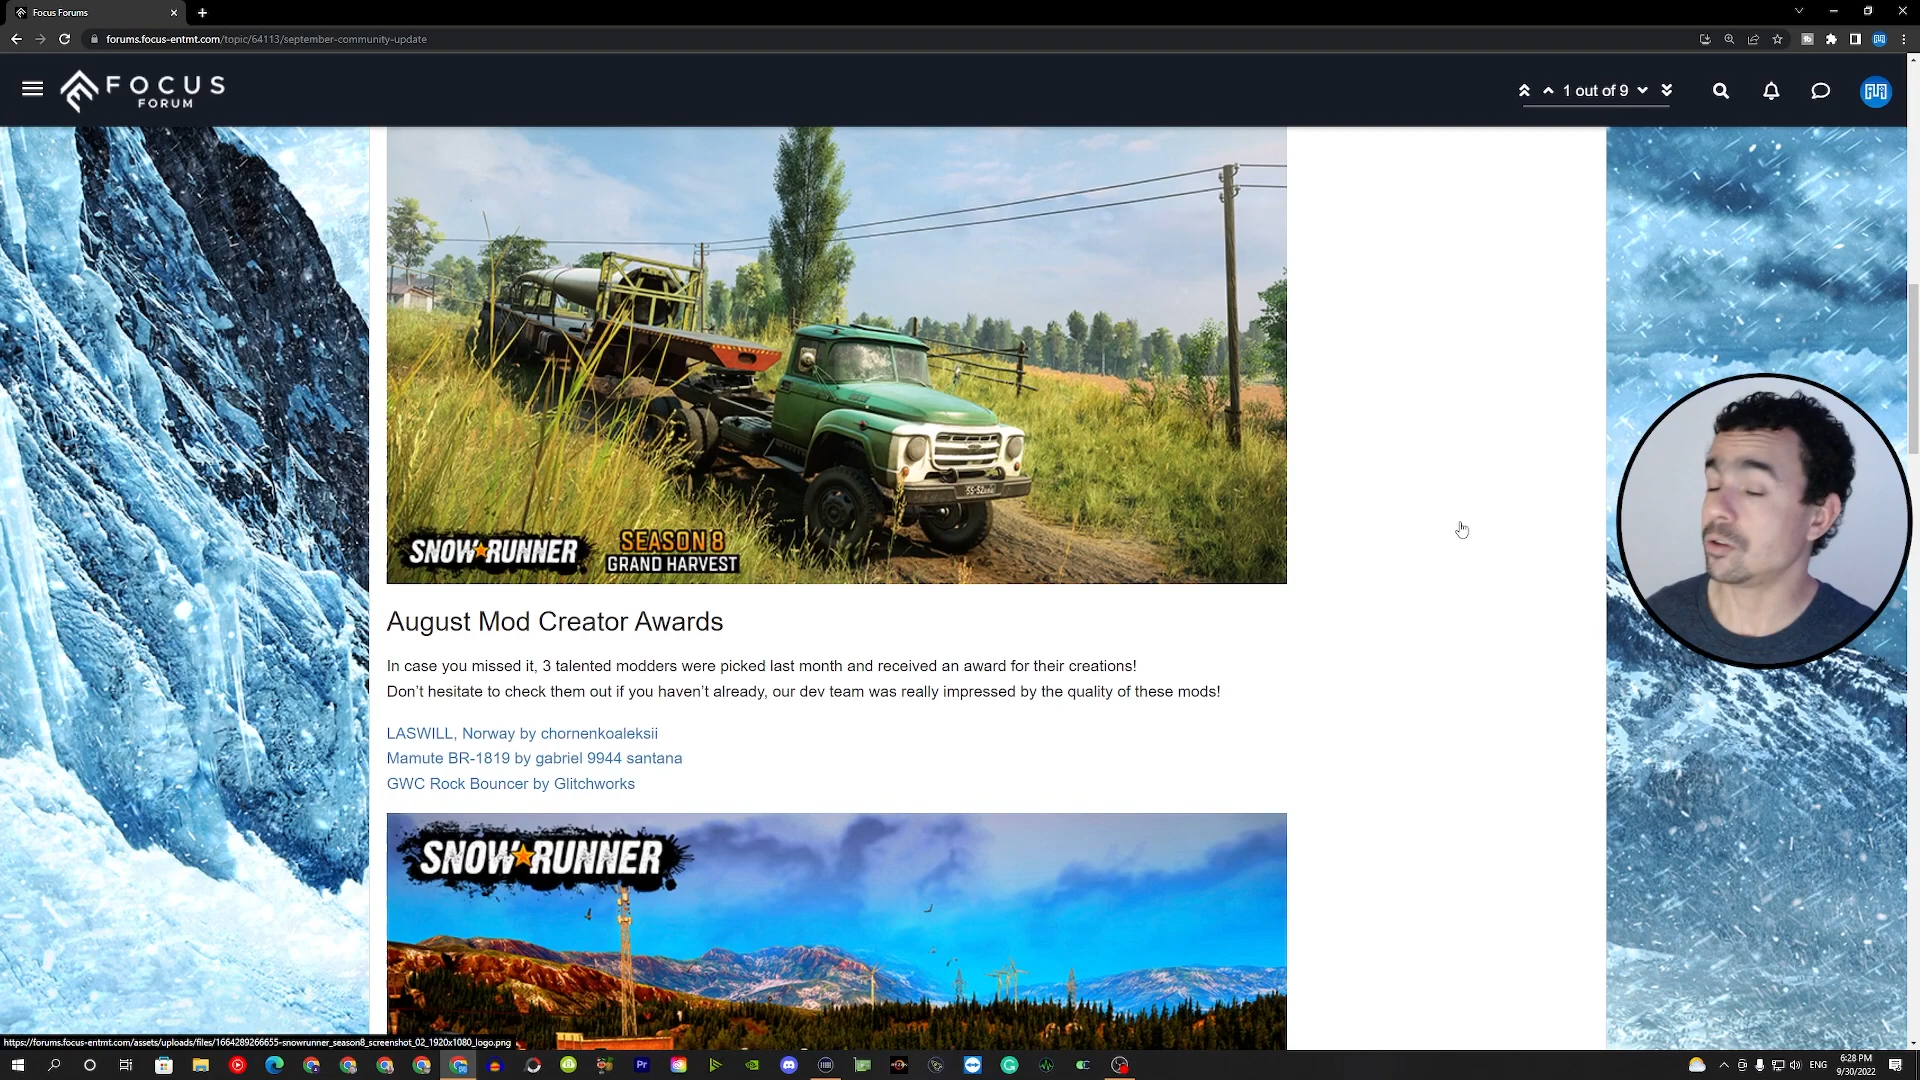 Focus Forums
forums.focus-entmt.com/topic/64113/september-community-update
FOCUS
FORUM
1 out of 9
SNOWRUNNER
SEASON 8
GRAND HARVEST
August Mod Creator Awards
In case you missed it, 3 talented modders were picked last month and received an award for their creations!
Don't hesitate to check them out if you haven't already, our dev team was really impressed by the quality of these mods!
LASWILL, Norway by chornenkoaleksii
Mamute BR-1819 by gabriel 9944 santana
GWC Rock Bouncer by Glitchworks
SNOWRUNNER
https://forums.focus-entmt.com/assets/uploads/files/1664289266655-snowrunner_season8_screenshot_02_1920x1080_logo.png
Pr
ENG
6:28 PM
9/30/2022